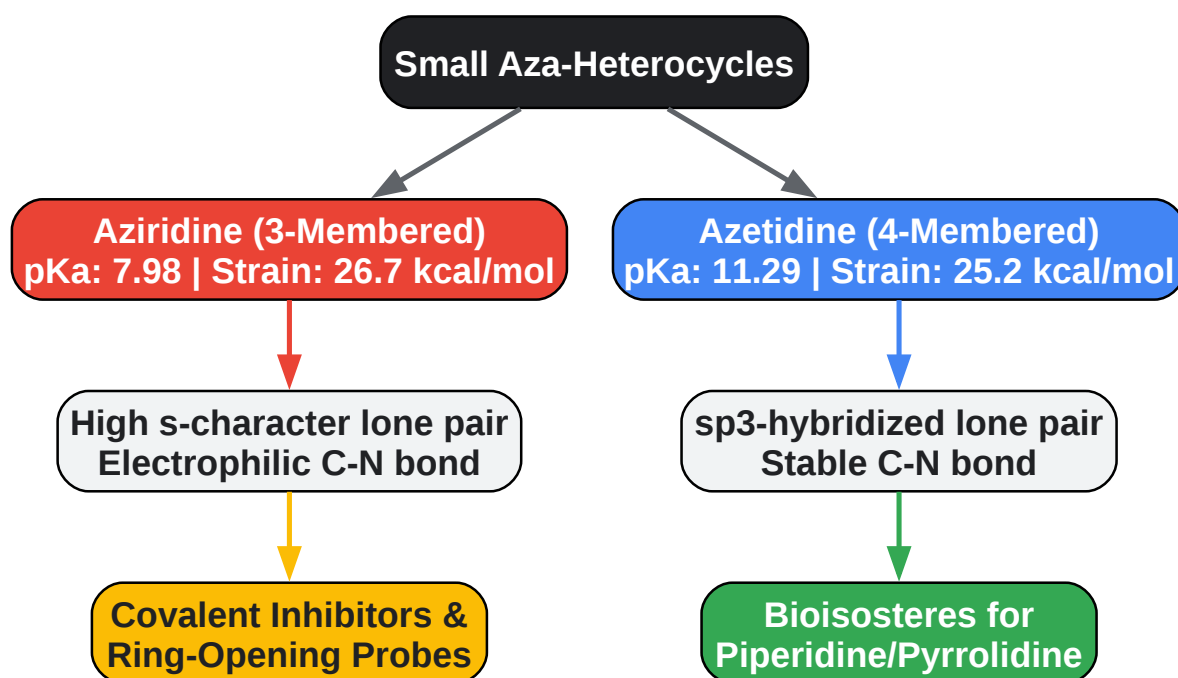 Small Aza-Heterocycles
Aziridine (3-Membered)
pKa: 7.98 | Strain: 26.7 kcal/mol
Azetidine (4-Membered)
pKa: 11.29 | Strain: 25.2 kcal/mol
High s-character lone pair
Electrophilic C-N bond
sp3-hybridized lone pair
Stable C-N bond
Covalent Inhibitors &
Ring-Opening Probes
Bioisosteres for
Piperidine/Pyrrolidine